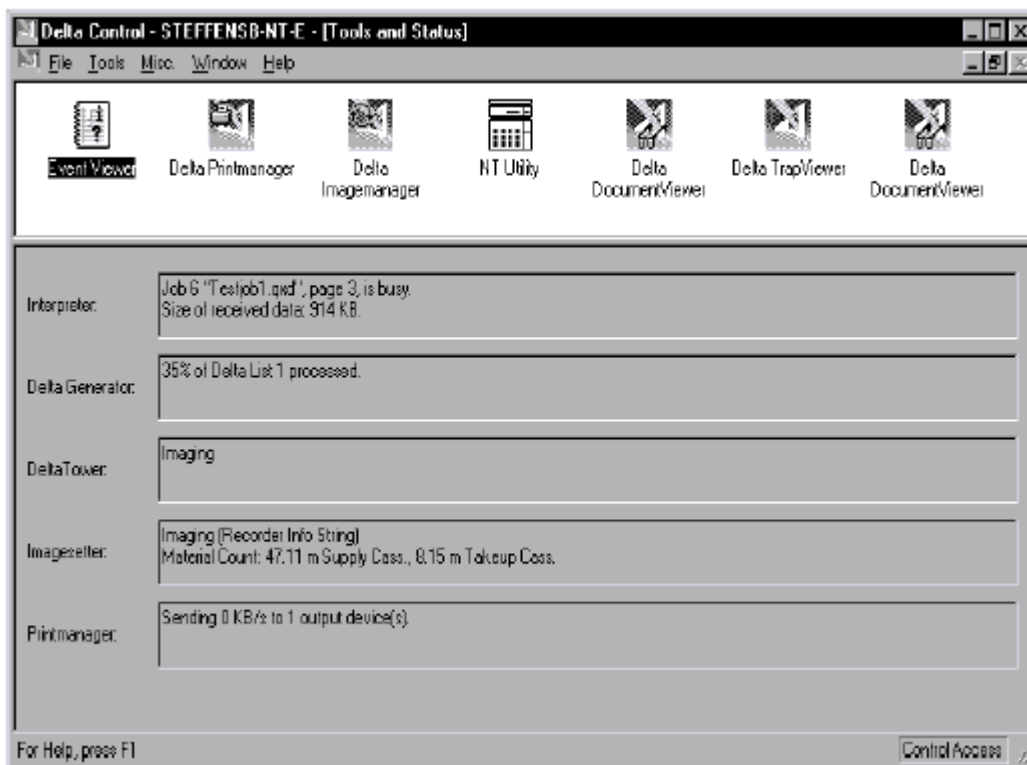 Delta Control - STEFFENSB-NT-E - [Tools and Status]
File Tools Misc. Window Help
Event Viewer
Delta Printmanager
Delta
Imagemanager
NT Utility
Delta
DocumentViewer
Delta TrapViewer
Delta
DocumentViewer
Interpreter:
Job 6 "Testjob1.qxd", page 3, is busy.
Size of received data: 914 KB.
Delta Generator:
35% of Delta List 1 processed.
DeltaTower:
Imaging
Imagesetter:
Imaging (Recorder Info String)
Material Count: 47.11 m Supply Cass., 8.15 m Takeup Cass.
Printmanager:
Sending 0 KB/s to 1 output device(s).
For Help, press F1
Control Access